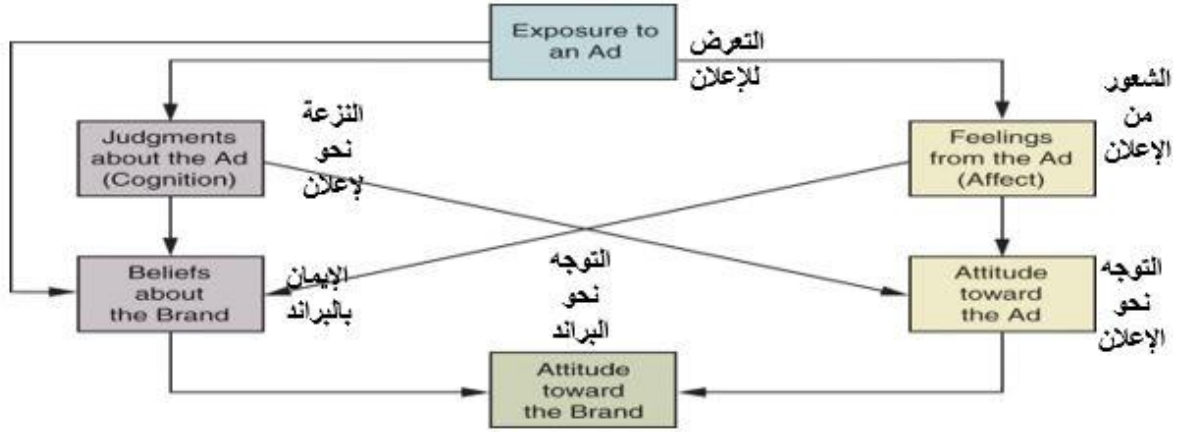 Exposure to
an Ad
التعرض
للإعلان
Judgments
about the Ad
(Cognition)
النزعة
نحو
لإعلان
Feelings
from the Ad
(Affect)
الشعور
من
الإعلان
Beliefs
about
the Brand
الإيمان
بالبراند
التوجه
نحو
البراند
Attitude
toward
the Ad
التوجه
نحو
الإعلان
Attitude
toward
the Brand